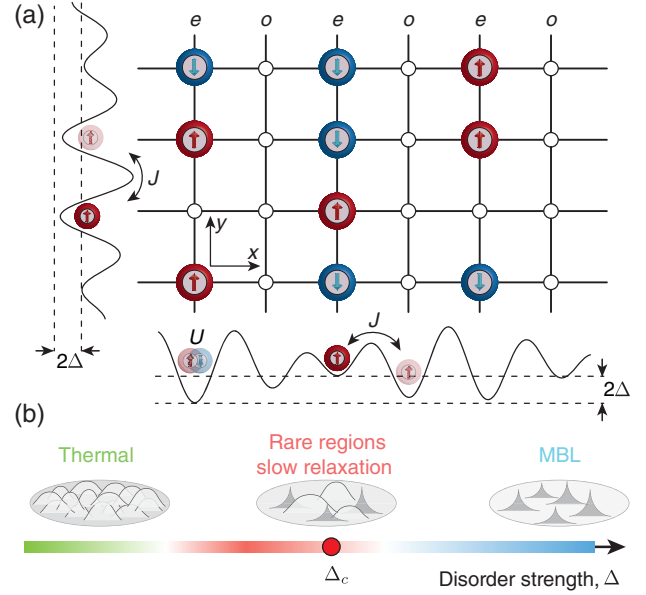 (a)
e o e o e o
J
y
x
2Δ
U
J
2Δ
(b)
Thermal
Rare regions
slow relaxation
MBL
Δc
Disorder strength, Δ